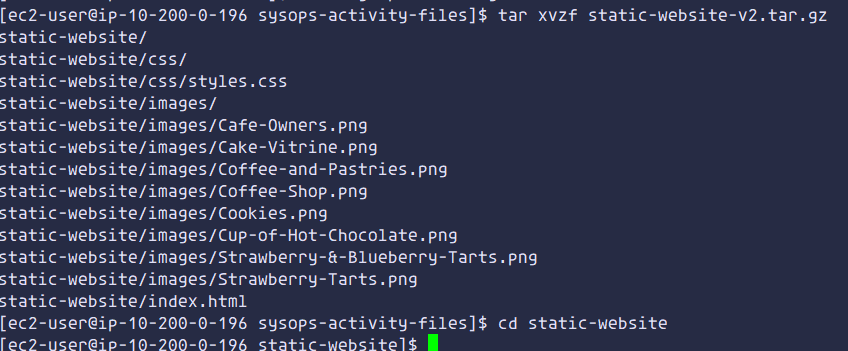 [ec2-user@ip-10-200-0-196 sysops-activity-files]$ tar xvzf static-website-v2.tar.gz
static-website/
static-website/css/
static-website/css/styles.css
static-website/images/
static-website/images/Cafe-Owners.png
static-website/images/Cake-Vitrine.png
static-website/images/Coffee-and-Pastries.png
static-website/images/Coffee-Shop.png
static-website/images/Cookies.png
static-website/images/Cup-of-Hot-Chocolate.png
static-website/images/Strawberry-&-Blueberry-Tarts.png
static-website/images/Strawberry-Tarts.png
static-website/index.html
[ec2-user@ip-10-200-0-196 sysops-activity-files]$ cd static-website
[ec2-user@ip-10-200-0-196 static-website]$